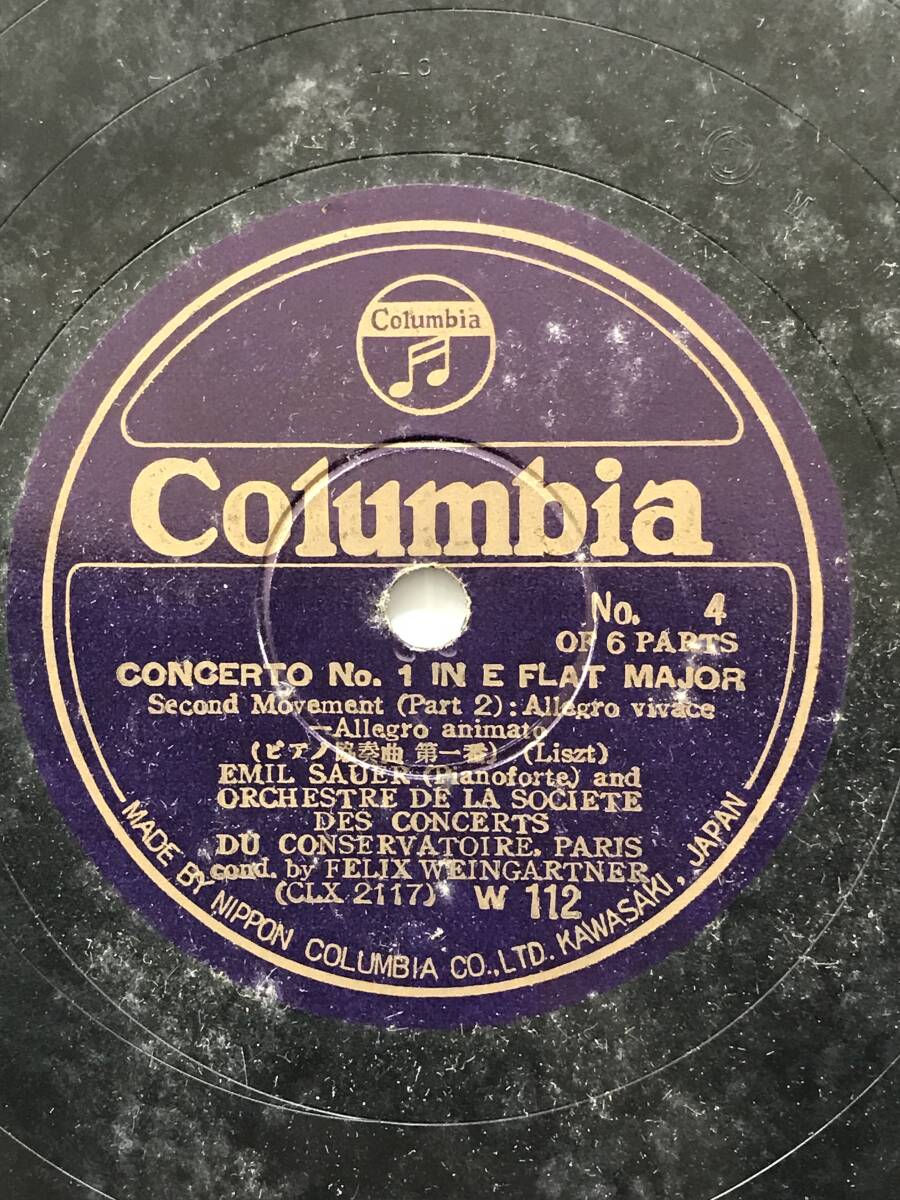 Columbia
Columbia
No. 4
OF 6 PARTS
CONCERTO No. 1 IN E FLAT MAJOR
Second Movement (Part 2): Allegro vivace
-Allegro animato
(ピアノ協奏曲 第一番) (Liszt)
EMIL SAUER (Pianoforte) and
ORCHESTRE DE LA SOCIETE
DES CONCERTS
DU CONSERVATOIRE, PARIS
cond. by FELIX WEINGARTNER
(CLX 2117) W 112
MADE BY NIPPON COLUMBIA CO., LTD. KAWASAKI, JAPAN